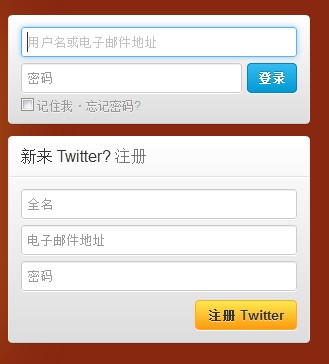 用户名或电子邮件地址
密码
登录
记住我 · 忘记密码?
新来 Twitter? 注册
全名
电子邮件地址
密码
注册 Twitter